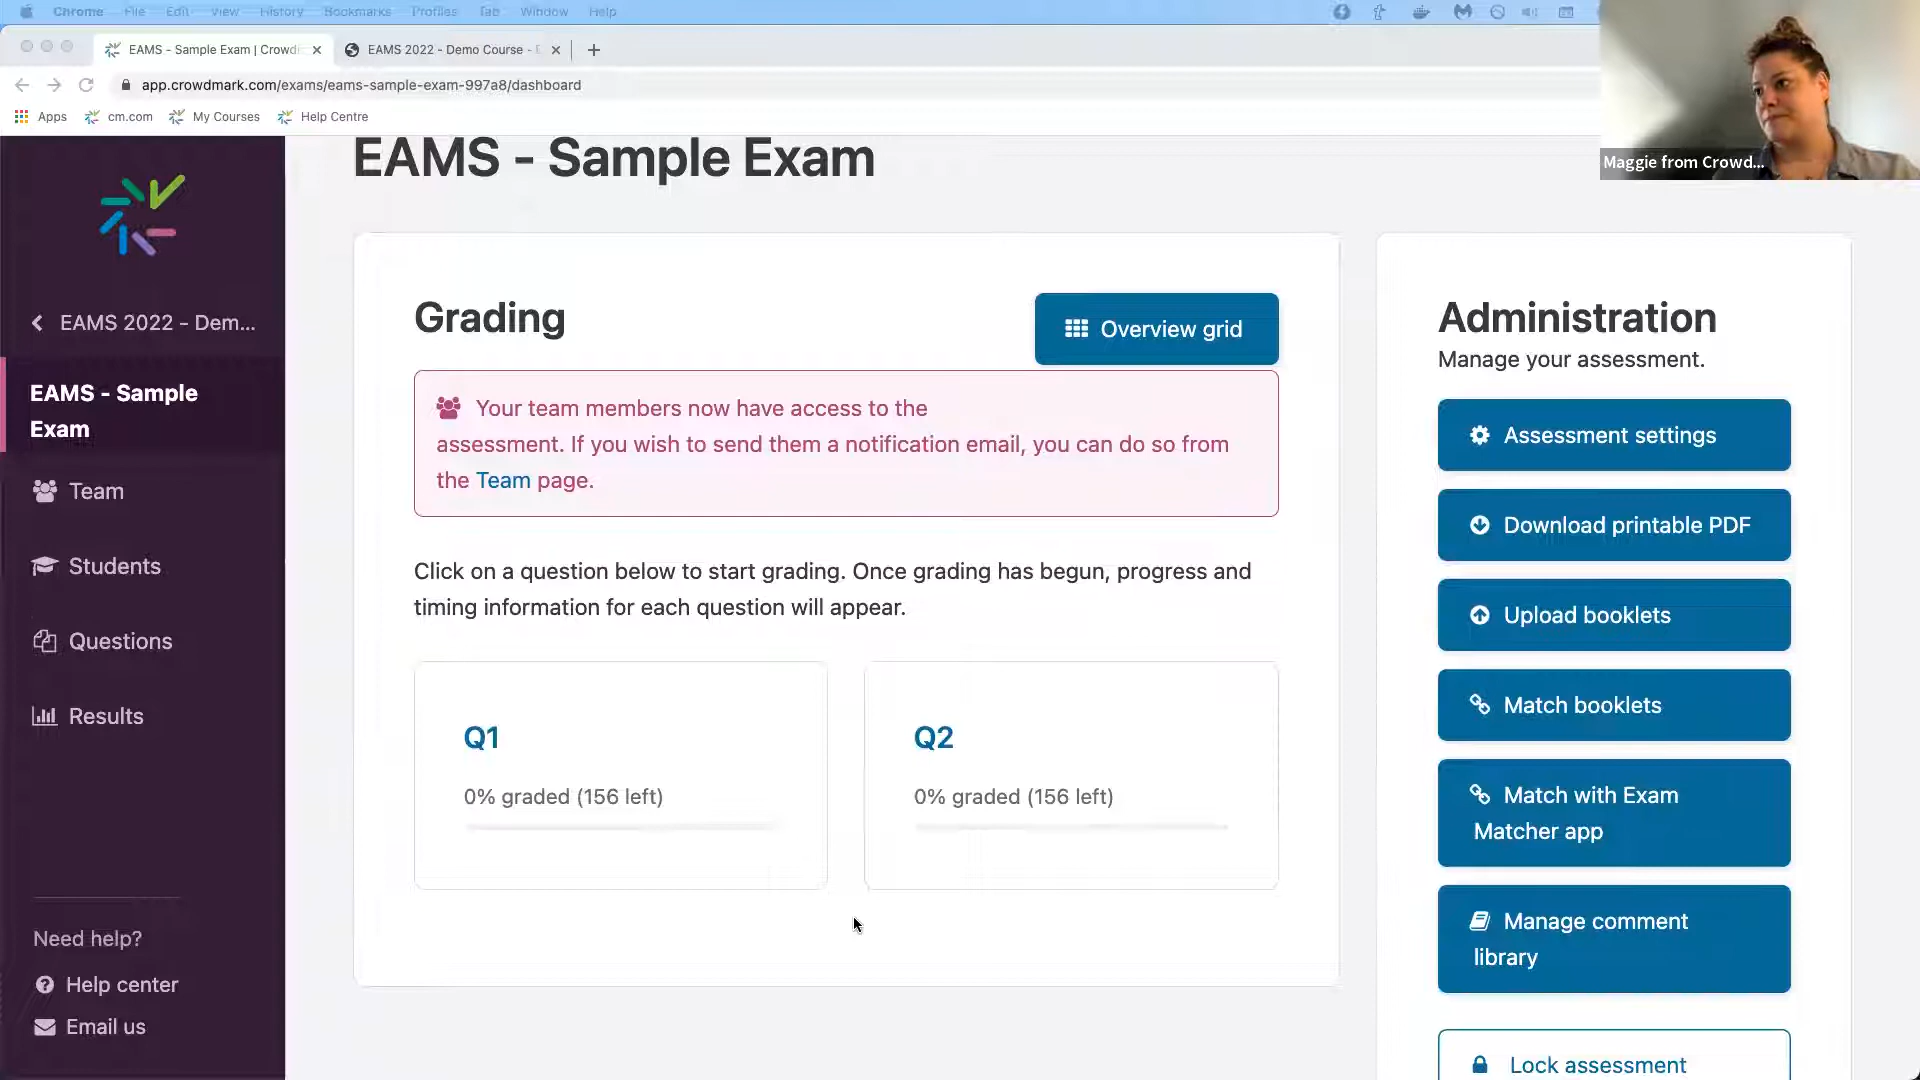 Chrome File Edit View History Bookmarks Profiles Tab Window Help
EAMS - Sample Exam | Crowd
EAMS 2022 - Demo Course -
app.crowdmark.com/exams/eams-sample-exam-997a8/dashboard
Apps cm.com My Courses Help Centre
Maggie from Crowd...
EAMS 2022 - Dem...
EAMS - Sample
Exam
Team
Students
Questions
Results
Need help?
Help center
Email us
EAMS - Sample Exam
Grading
Overview grid
Your team members now have access to the
assessment. If you wish to send them a notification email, you can do so from
the Team page.
Click on a question below to start grading. Once grading has begun, progress and
timing information for each question will appear.
Q1
0% graded (156 left)
Q2
0% graded (156 left)
Administration
Manage your assessment.
Assessment settings
Download printable PDF
Upload booklets
Match booklets
Match with Exam
Matcher app
Manage comment
library
Lock assessment